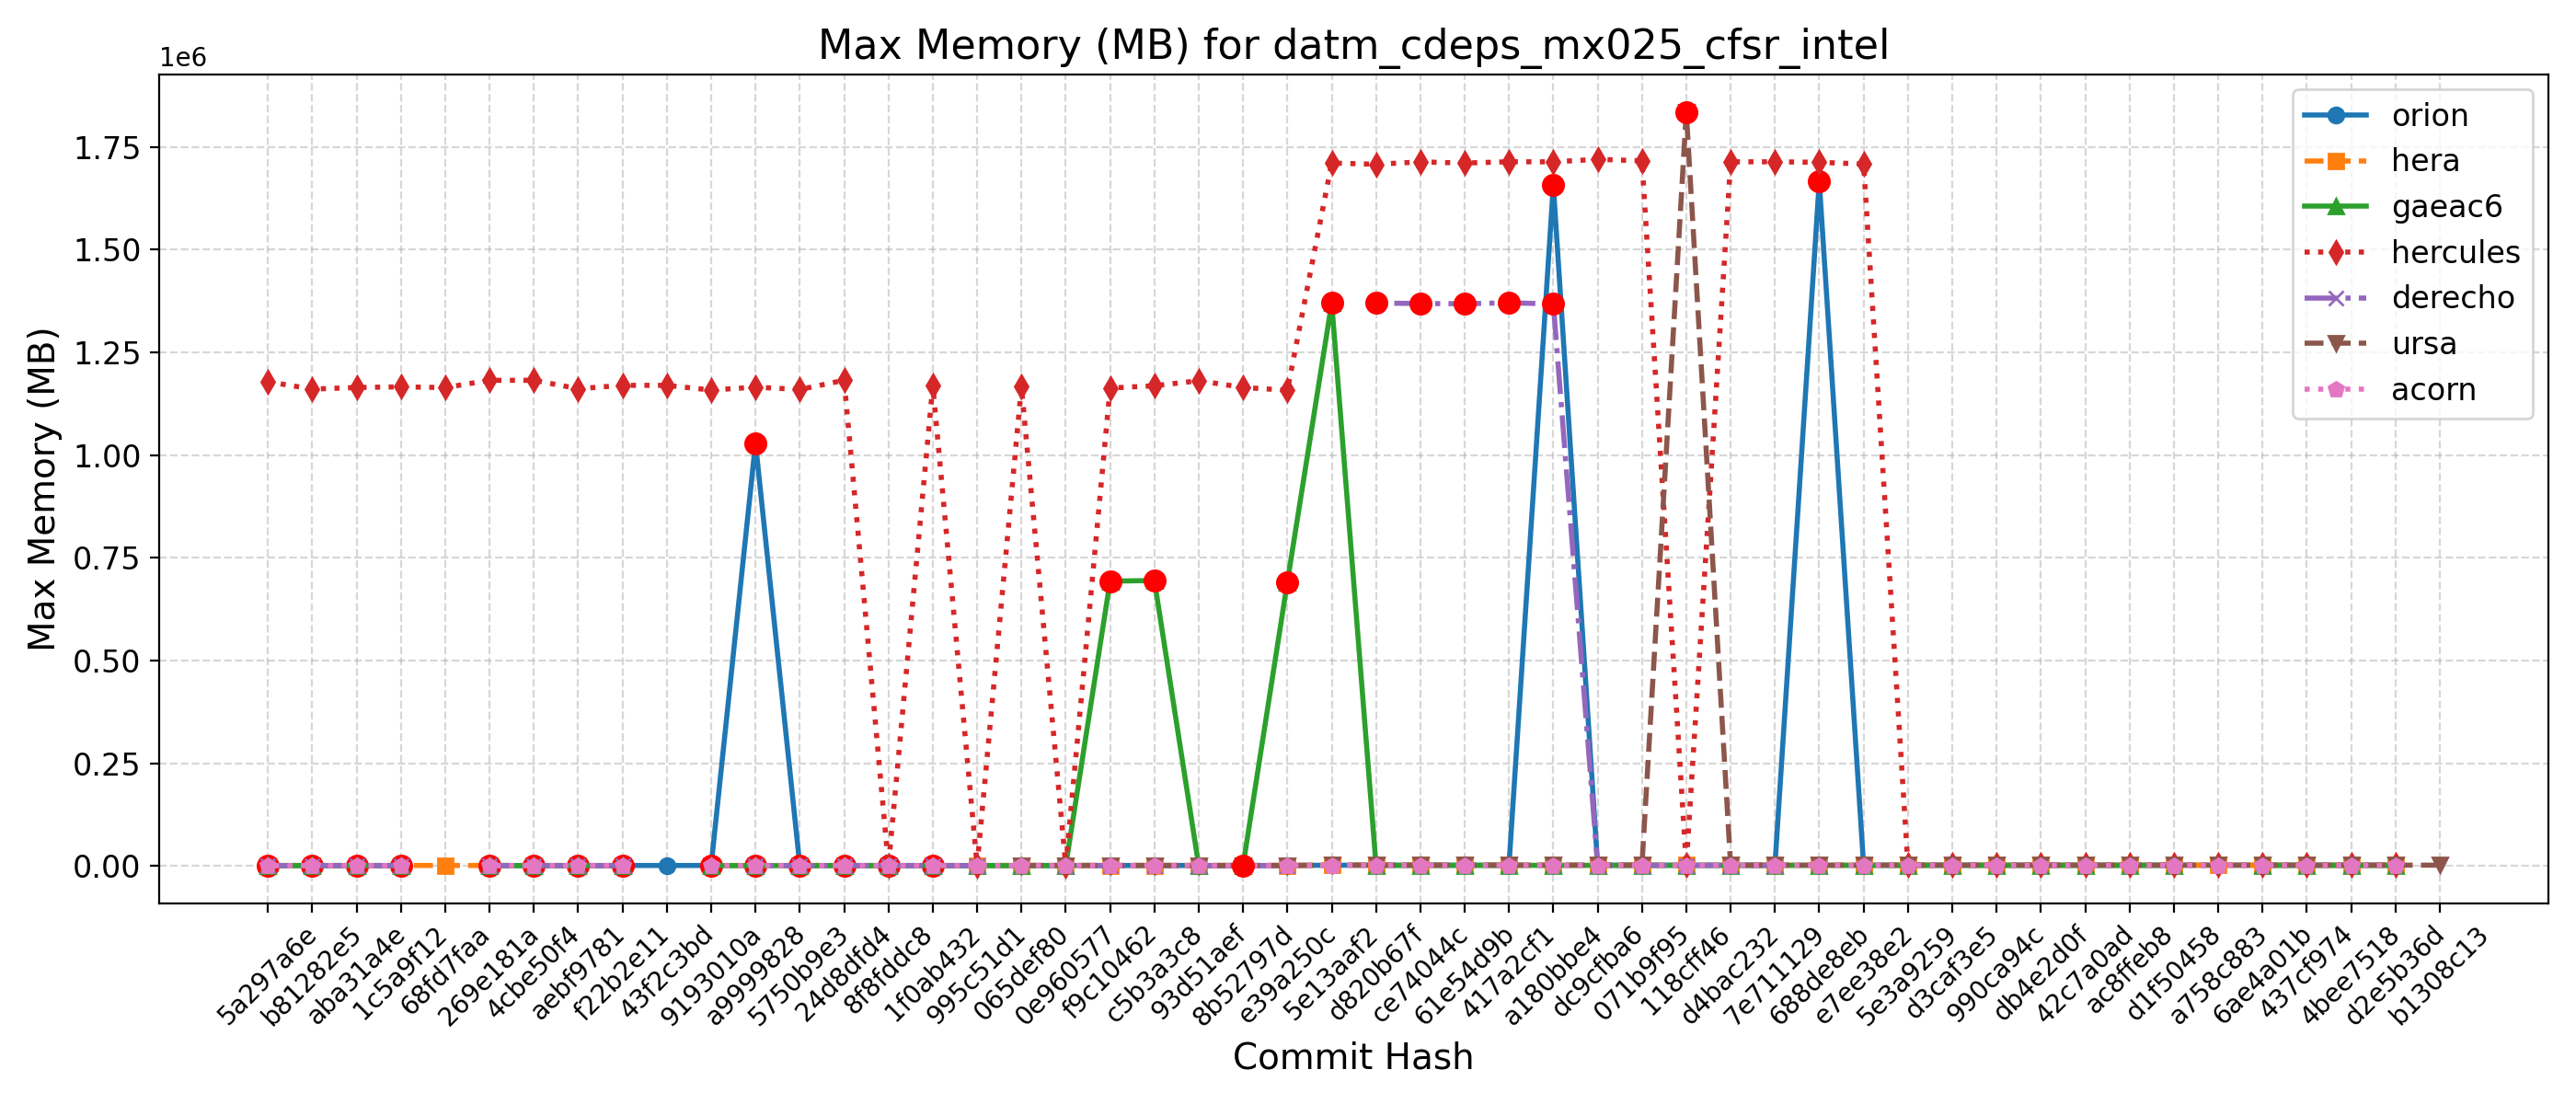 Max Memory (MB) for datm_cdeps_mx025_cfsr_intel
1e6
1.75
1.50
1.25
1.00
0.75
0.50
0.25
0.00
Max Memory (MB)
orion
hera
gaeac6
hercules
derecho
ursa
acorn
5a297a6e
b81282e5
aba31a4e
1c5a9f12
68fd7faa
269e181a
4cbe50f4
aebf9781
f22b2e11
43f2c3bd
9193010a
a9999828
5750b9e3
24d8dfd4
8f8fddc8
1f0ab432
995c51d1
065def80
0e960577
f9c10462
c5b3a3c8
93d51aef
8b52797d
e39a250c
5e13aaf2
d820b67f
ce74044c
61e54d9b
417a2cf1
a180bbe4
dc9cfba6
071b9f95
118cff46
d4bac232
7e711129
688de8eb
e7ee38e2
5e3a9259
d3caf3e5
990ca94c
db4e2d0f
42c7a0ad
ac8ffeb8
d1f50458
a758c883
6ae4a01b
437cf974
4bee7518
d2e5b36d
b1308c13
Commit Hash